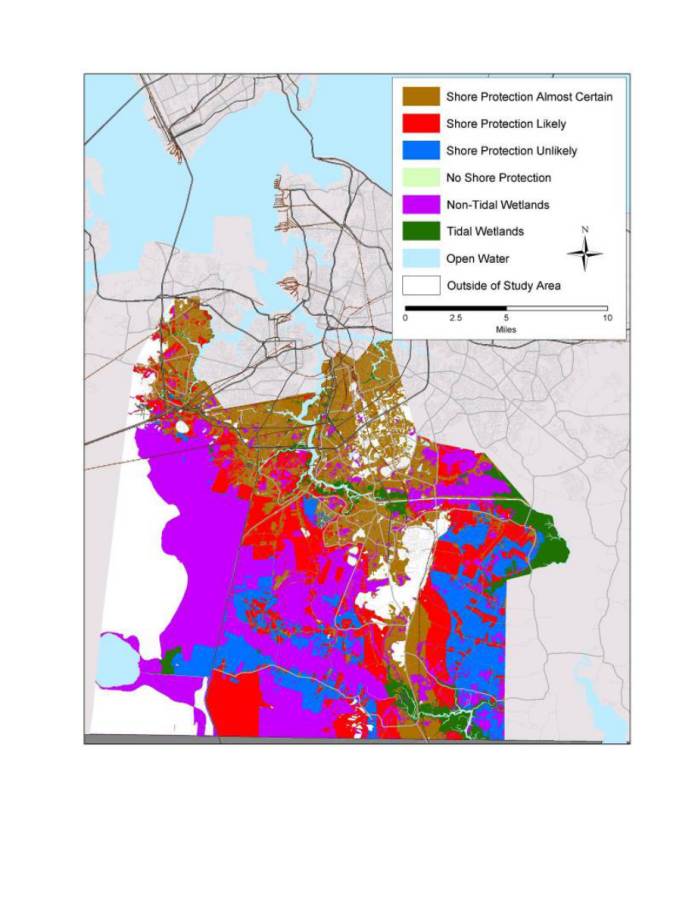 Shore Protection Almost Certain
Shore Protection Likely
Shore Protection Unlikely
No Shore Protection
Non-Tidal Wetlands
Tidal Wetlands
N
Open Water
Outside of Study Area
0 2.5 5 10
Miles